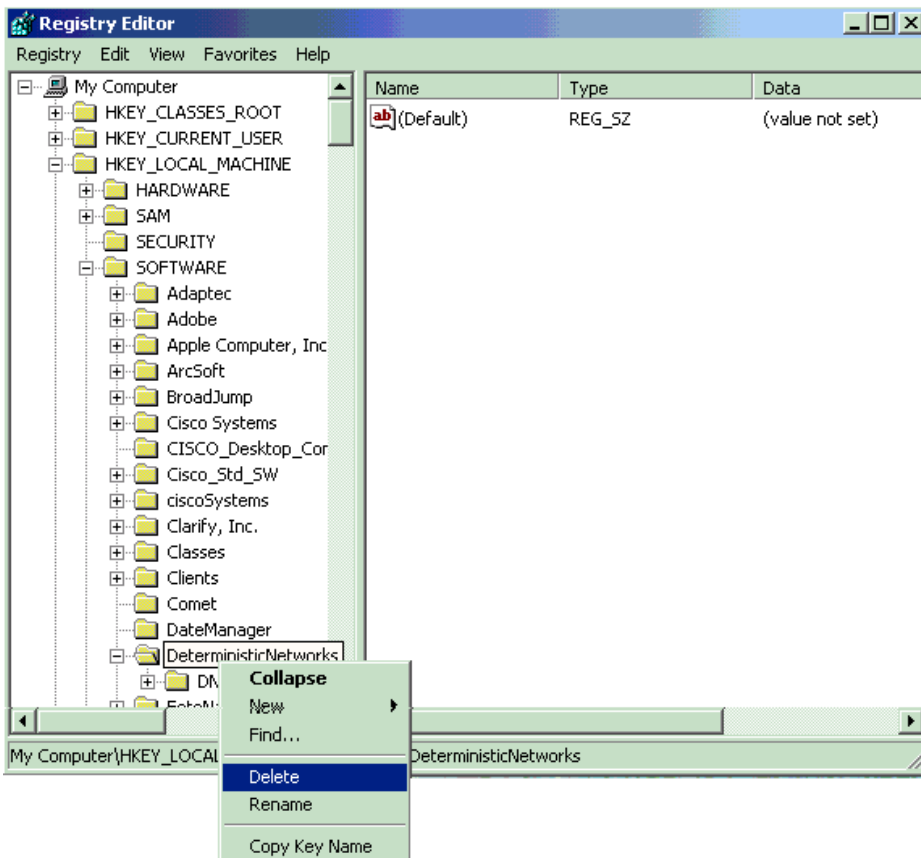 Registry Editor
Registry Edit View Favorites Help
My Computer
HKEY_CLASSES_ROOT
HKEY_CURRENT_USER
HKEY_LOCAL_MACHINE
HARDWARE
SAM
SECURITY
SOFTWARE
Adaptec
Adobe
Apple Computer, Inc
ArcSoft
BroadJump
Cisco Systems
CISCO_Desktop_Cor
Cisco_Std_SW
ciscoSystems
Clarify, Inc.
Classes
Clients
Comet
DateManager
DeterministicNetworks
DN
Name Type Data
ab (Default) REG_SZ (value not set)
Collapse
New
Find...
Delete
Rename
Copy Key Name
My Computer\HKEY_LOCAL DeterministicNetworks